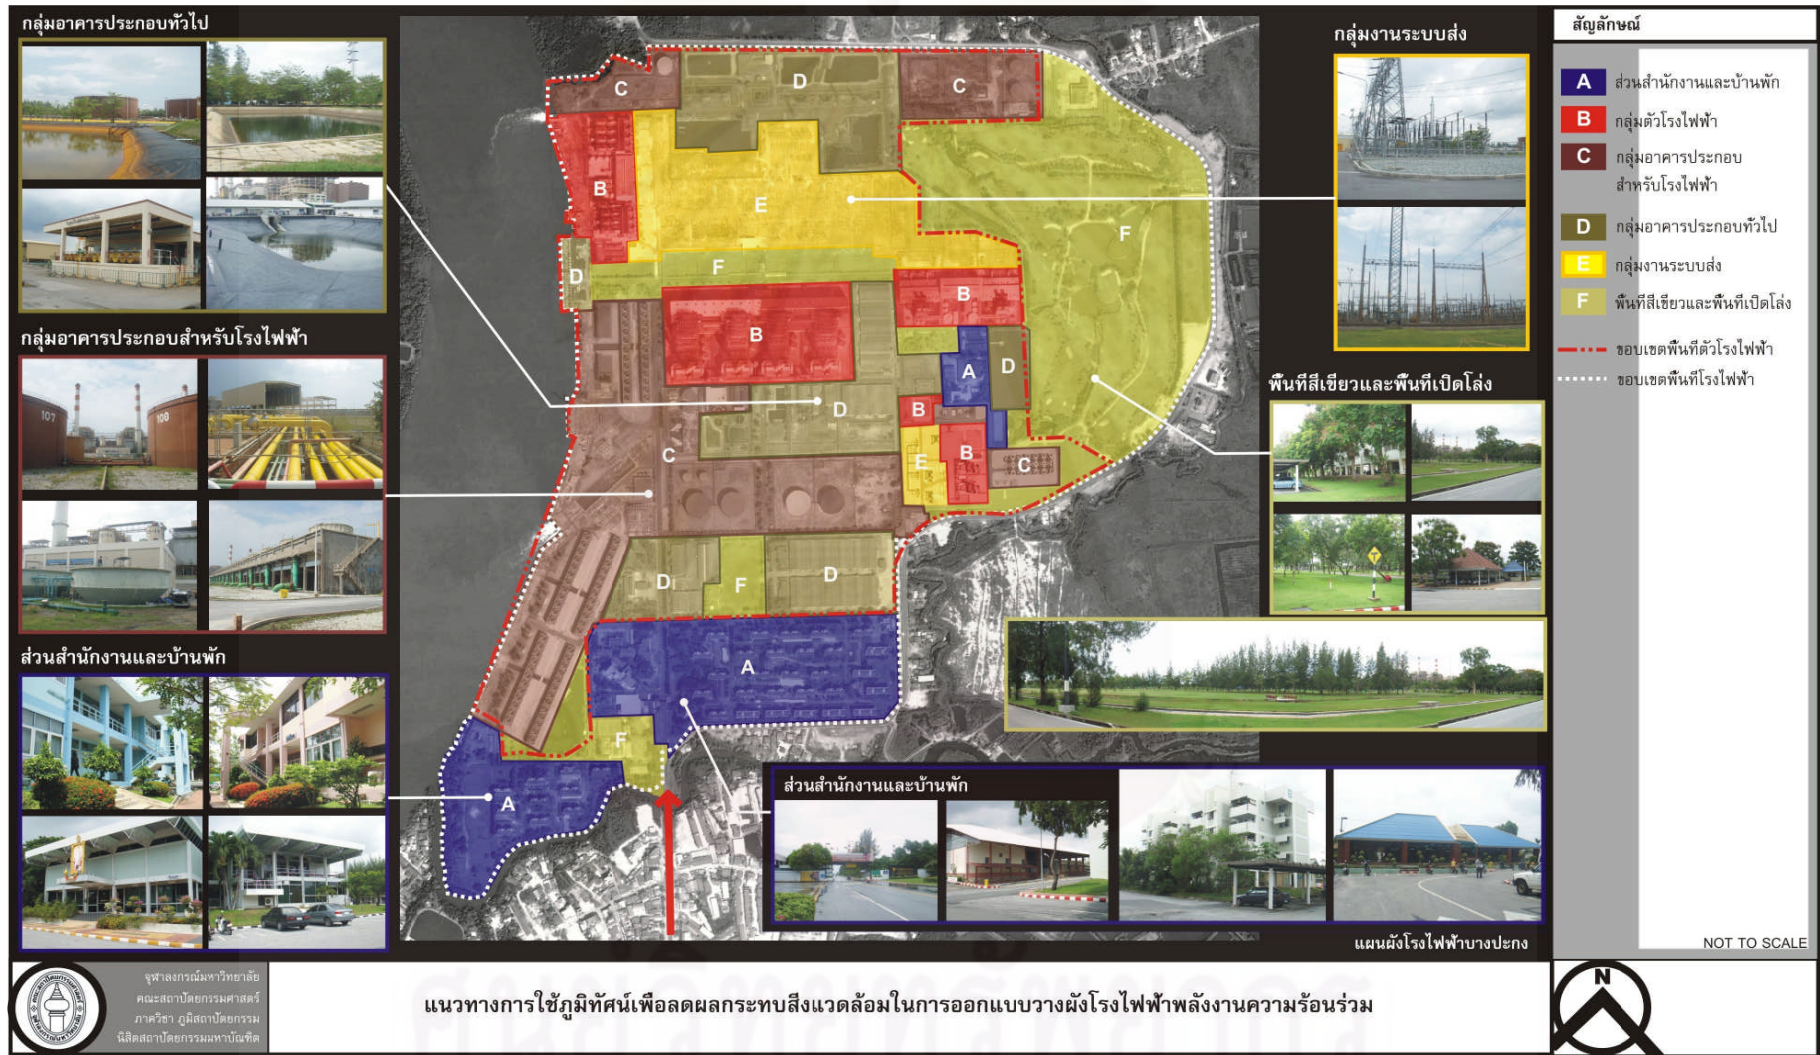 กลุ่มอาคารประกอบทั่วไป
กลุ่มอาคารประกอบสำหรับโรงไฟฟ้า
107
108
ส่วนสำนักงานและบ้านพัก
C
D
C
B
E
F
D
F
B
B
A
D
D
B
C
E
B
C
D
F
D
A
F
A
กลุ่มงานระบบส่ง
พื้นที่สีเขียวและพื้นที่เปิดโล่ง
ส่วนสำนักงานและบ้านพัก
แผนผังโรงไฟฟ้าบางปะกง
สัญลักษณ์
A ส่วนสำนักงานและบ้านพัก
B กลุ่มตัวโรงไฟฟ้า
C กลุ่มอาคารประกอบ
สำหรับโรงไฟฟ้า
D กลุ่มอาคารประกอบทั่วไป
E กลุ่มงานระบบส่ง
F พื้นที่สีเขียวและพื้นที่เปิดโล่ง
ขอบเขตพื้นที่ตัวโรงไฟฟ้า
ขอบเขตพื้นที่โรงไฟฟ้า
NOT TO SCALE
จุฬาลงกรณ์มหาวิทยาลัย
คณะสถาปัตยกรรมศาสตร์
ภาควิชา ภูมิสถาปัตยกรรม
นิสิตสถาปัตยกรรมมหาบัณฑิต
แนวทางการใช้ภูมิทัศน์เพื่อลดผลกระทบสิ่งแวดล้อมในการออกแบบวางผังโรงไฟฟ้าพลังงานความร้อนร่วม
N